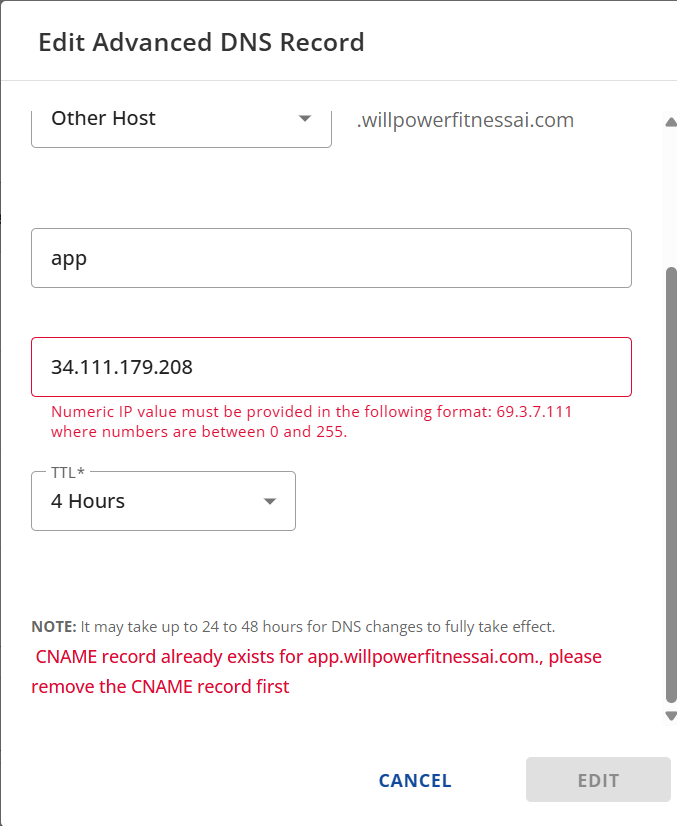 Edit Advanced DNS Record
Other Host
.willpowerfitnessai.com
app
34.111.179.208
Numeric IP value must be provided in the following format: 69.3.7.111
where numbers are between 0 and 255.
TTL*
4 Hours
NOTE: It may take up to 24 to 48 hours for DNS changes to fully take effect.
CNAME record already exists for app.willpowerfitnessai.com., please
remove the CNAME record first
CANCEL
EDIT